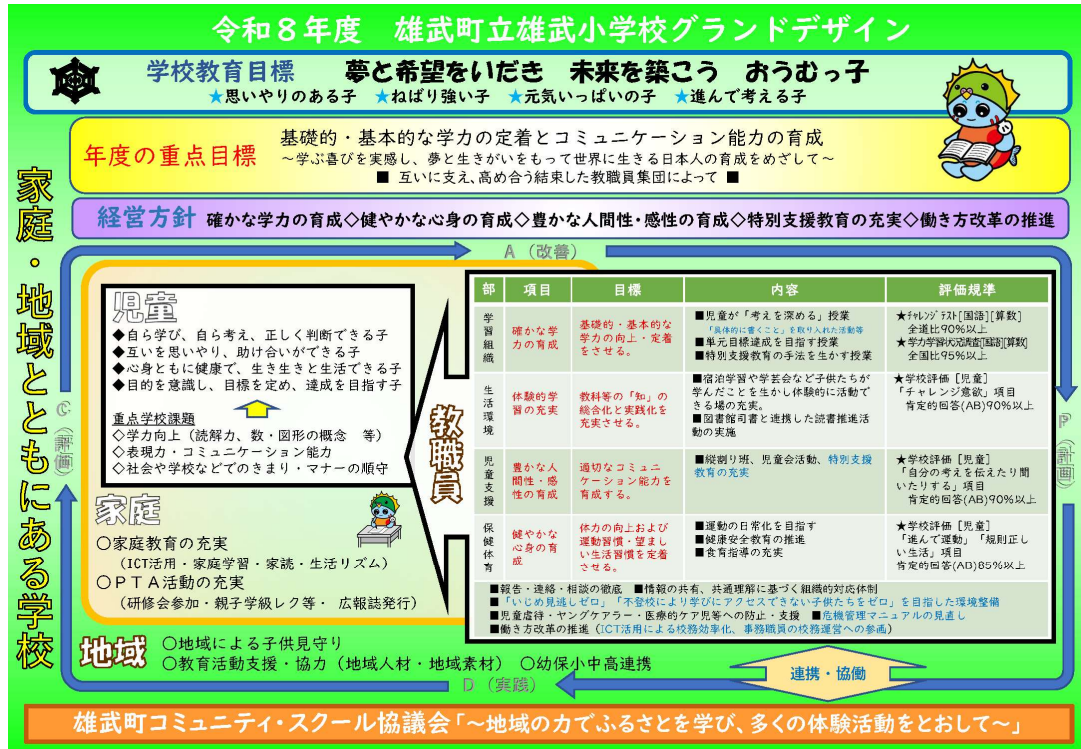 令和８年度　雄武町立雄武小学校グランドデザイン
学校教育目標　夢と希望をいだき　未来を築こう　おうむっ子
★思いやりのある子　★ねばり強い子　★元気いっぱいの子　★進んで考える子
年度の重点目標
基礎的・基本的な学力の定着とコミュニケーション能力の育成
～学ぶ喜びを実感し、夢と生きがいをもって世界に生きる日本人の育成をめざして～
■ 互いに支え、高め合う結束した教職員集団によって ■
経営方針　確かな学力の育成◇健やかな心身の育成◇豊かな人間性・感性の育成◇特別支援教育の充実◇働き方改革の推進
家庭・地域とともにある学校
A（改善）
C（評価）
P（計画）
児童
◆自ら学び、自ら考え、正しく判断できる子
◆互いを思いやり、助け合いができる子
◆心身ともに健康で、生き生きと生活できる子
◆目的を意識し、目標を定め、達成を目指す子
重点学校課題
◇学力向上（読解力、数・図形の概念　等）
◇表現力・コミュニケーション能力
◇社会や学校などでのきまり・マナーの順守
家庭
○家庭教育の充実
（ICT活用・家庭学習・家読・生活リズム）
○ＰＴＡ活動の充実
（研修会参加・親子学級レク等・広報誌発行）
教職員
部　項目　目標　内容　評価規準
学習組織
確かな学力の育成
基礎的・基本的な学力の向上・定着をさせる。
■児童が「考えを深める」授業
「具体的に書くこと」を取り入れた活動等
■単元目標達成を目指す授業
■特別支援教育の手法を生かす授業
★チャレンジテスト[国語][算数]
全道比90%以上
★学力学習状況調査[国語][算数]
全国比95%以上
生活環境
体験的学習の充実
教科等の「知」の総合化と実践化を充実させる。
■宿泊学習や学芸会など子供たちが
学んだことを生かし体験的に活動で
きる場の充実。
■図書館司書と連携した読書推進活
動の実施
★学校評価［児童］
「チャレンジ意欲」項目
肯定的回答(AB)90%以上
児童支援
豊かな人間性・感性の育成
適切なコミュニケーション能力を育成する。
■縦割り班、児童会活動、特別支援
教育の充実
★学校評価［児童］
「自分の考えを伝えたり聞
いたりする」項目
肯定的回答(AB)90%以上
保健体育
健やかな心身の育成
体力の向上および運動習慣・望ましい生活習慣を定着させる。
■運動の日常化を目指す
■健康安全教育の推進
■食育指導の充実
★学校評価［児童］
「進んで運動」「規則正し
い生活」項目
肯定的回答(AB)85%以上
■報告・連絡・相談の徹底　■情報の共有、共通理解に基づく組織的対応体制
■「いじめ見逃しゼロ」「不登校により学びにアクセスできない子供たちをゼロ」を目指した環境整備
■児童虐待・ヤングケアラー・医療的ケア児等への防止・支援　■危機管理マニュアルの見直し
■働き方改革の推進（ICT活用による校務効率化、事務職員の校務運営への参画）
地域
○地域による子供見守り
○教育活動支援・協力（地域人材・地域素材）　○幼保小中高連携
D（実践）
連携・協働
雄武町コミュニティ・スクール協議会「～地域の力でふるさとを学び、多くの体験活動をとおして～」